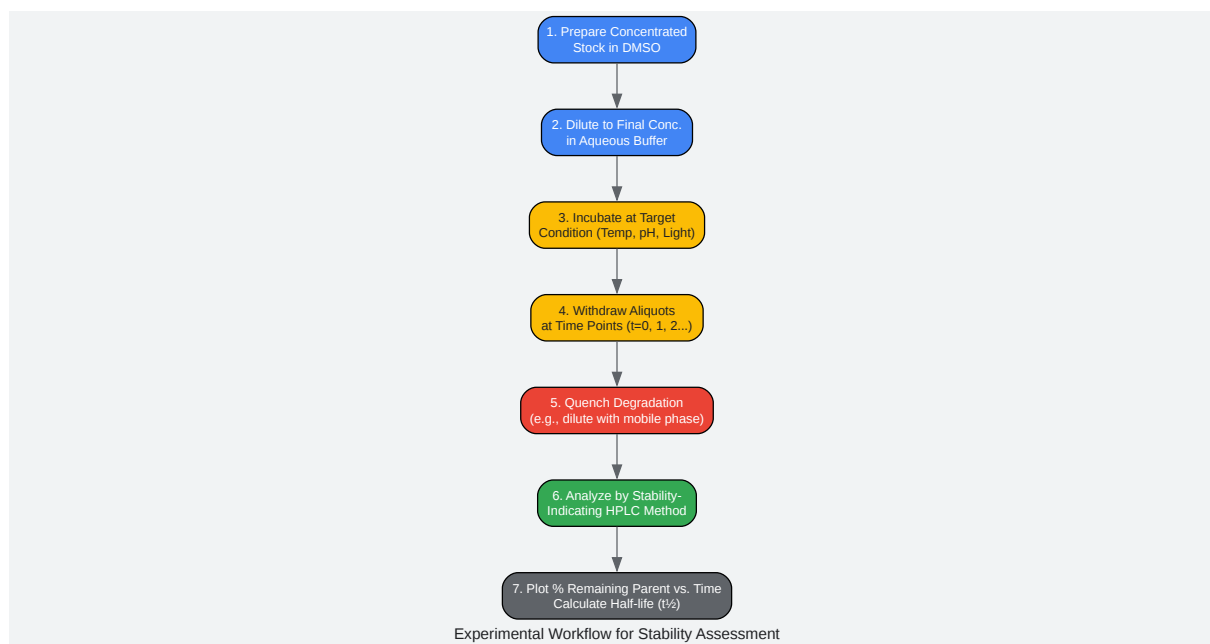 1. Prepare Concentrated
Stock in DMSO
2. Dilute to Final Conc.
in Aqueous Buffer
3. Incubate at Target
Condition (Temp, pH, Light)
4. Withdraw Aliquots
at Time Points (t=0, 1, 2...)
5. Quench Degradation
(e.g., dilute with mobile phase)
6. Analyze by Stability-
Indicating HPLC Method
7. Plot % Remaining Parent vs. Time
Calculate Half-life (t½)
Experimental Workflow for Stability Assessment